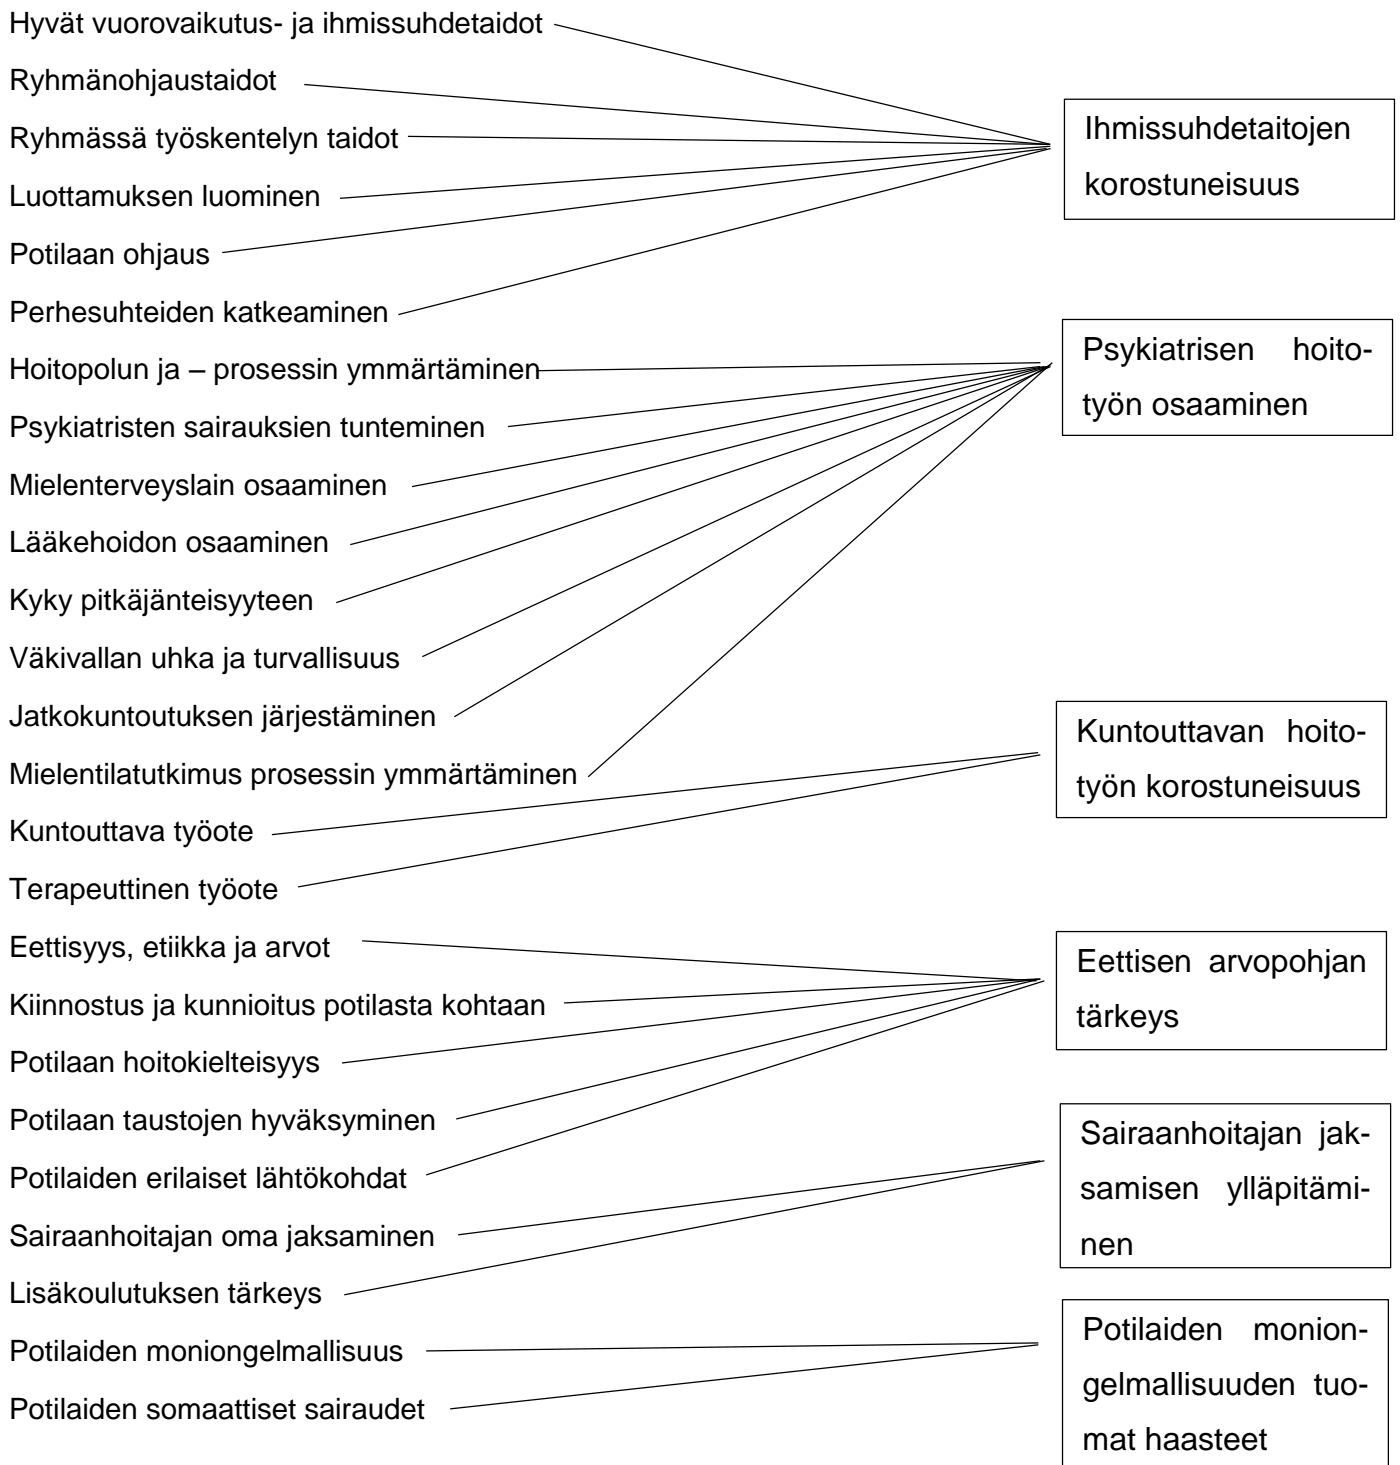 Hyvät vuorovaikutus- ja ihmissuhdetaidot
Ryhmänohjaustaidot
Ryhmässä työskentelyn taidot
Luottamuksen luominen
Potilaan ohjaus
Perhesuhteiden katkeaminen
Hoitopolun ja – prosessin ymmärtäminen
Psykiatristen sairauksien tunteminen
Mielenterveyslain osaaminen
Lääkehoidon osaaminen
Kyky pitkäjänteisyyteen
Väkivallan uhka ja turvallisuus
Jatkokuntoutuksen järjestäminen
Mielentilatutkimus prosessin ymmärtäminen
Kuntouttava työote
Terapeuttinen työote
Eettisyys, etiikka ja arvot
Kiinnostus ja kunnioitus potilasta kohtaan
Potilaan hoitokielteisyys
Potilaan taustojen hyväksyminen
Potilaiden erilaiset lähtökohdat
Sairaanhoitajan oma jaksaminen
Lisäkoulutuksen tärkeys
Potilaiden moniongelmallisuus
Potilaiden somaattiset sairaudet
Ihmissuhdetaitojen
korostuneisuus
Psykiatrisen hoito-
työn osaaminen
Kuntouttavan hoito-
työn korostuneisuus
Eettisen arvopohjan
tärkeys
Sairaanhoitajan jak-
samisen ylläpitämi-
nen
Potilaiden monion-
gelmallisuuden tuo-
mat haasteet